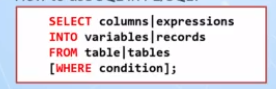 SELECT columns|expressions
INTO variables|records
FROM table|tables
[WHERE condition];